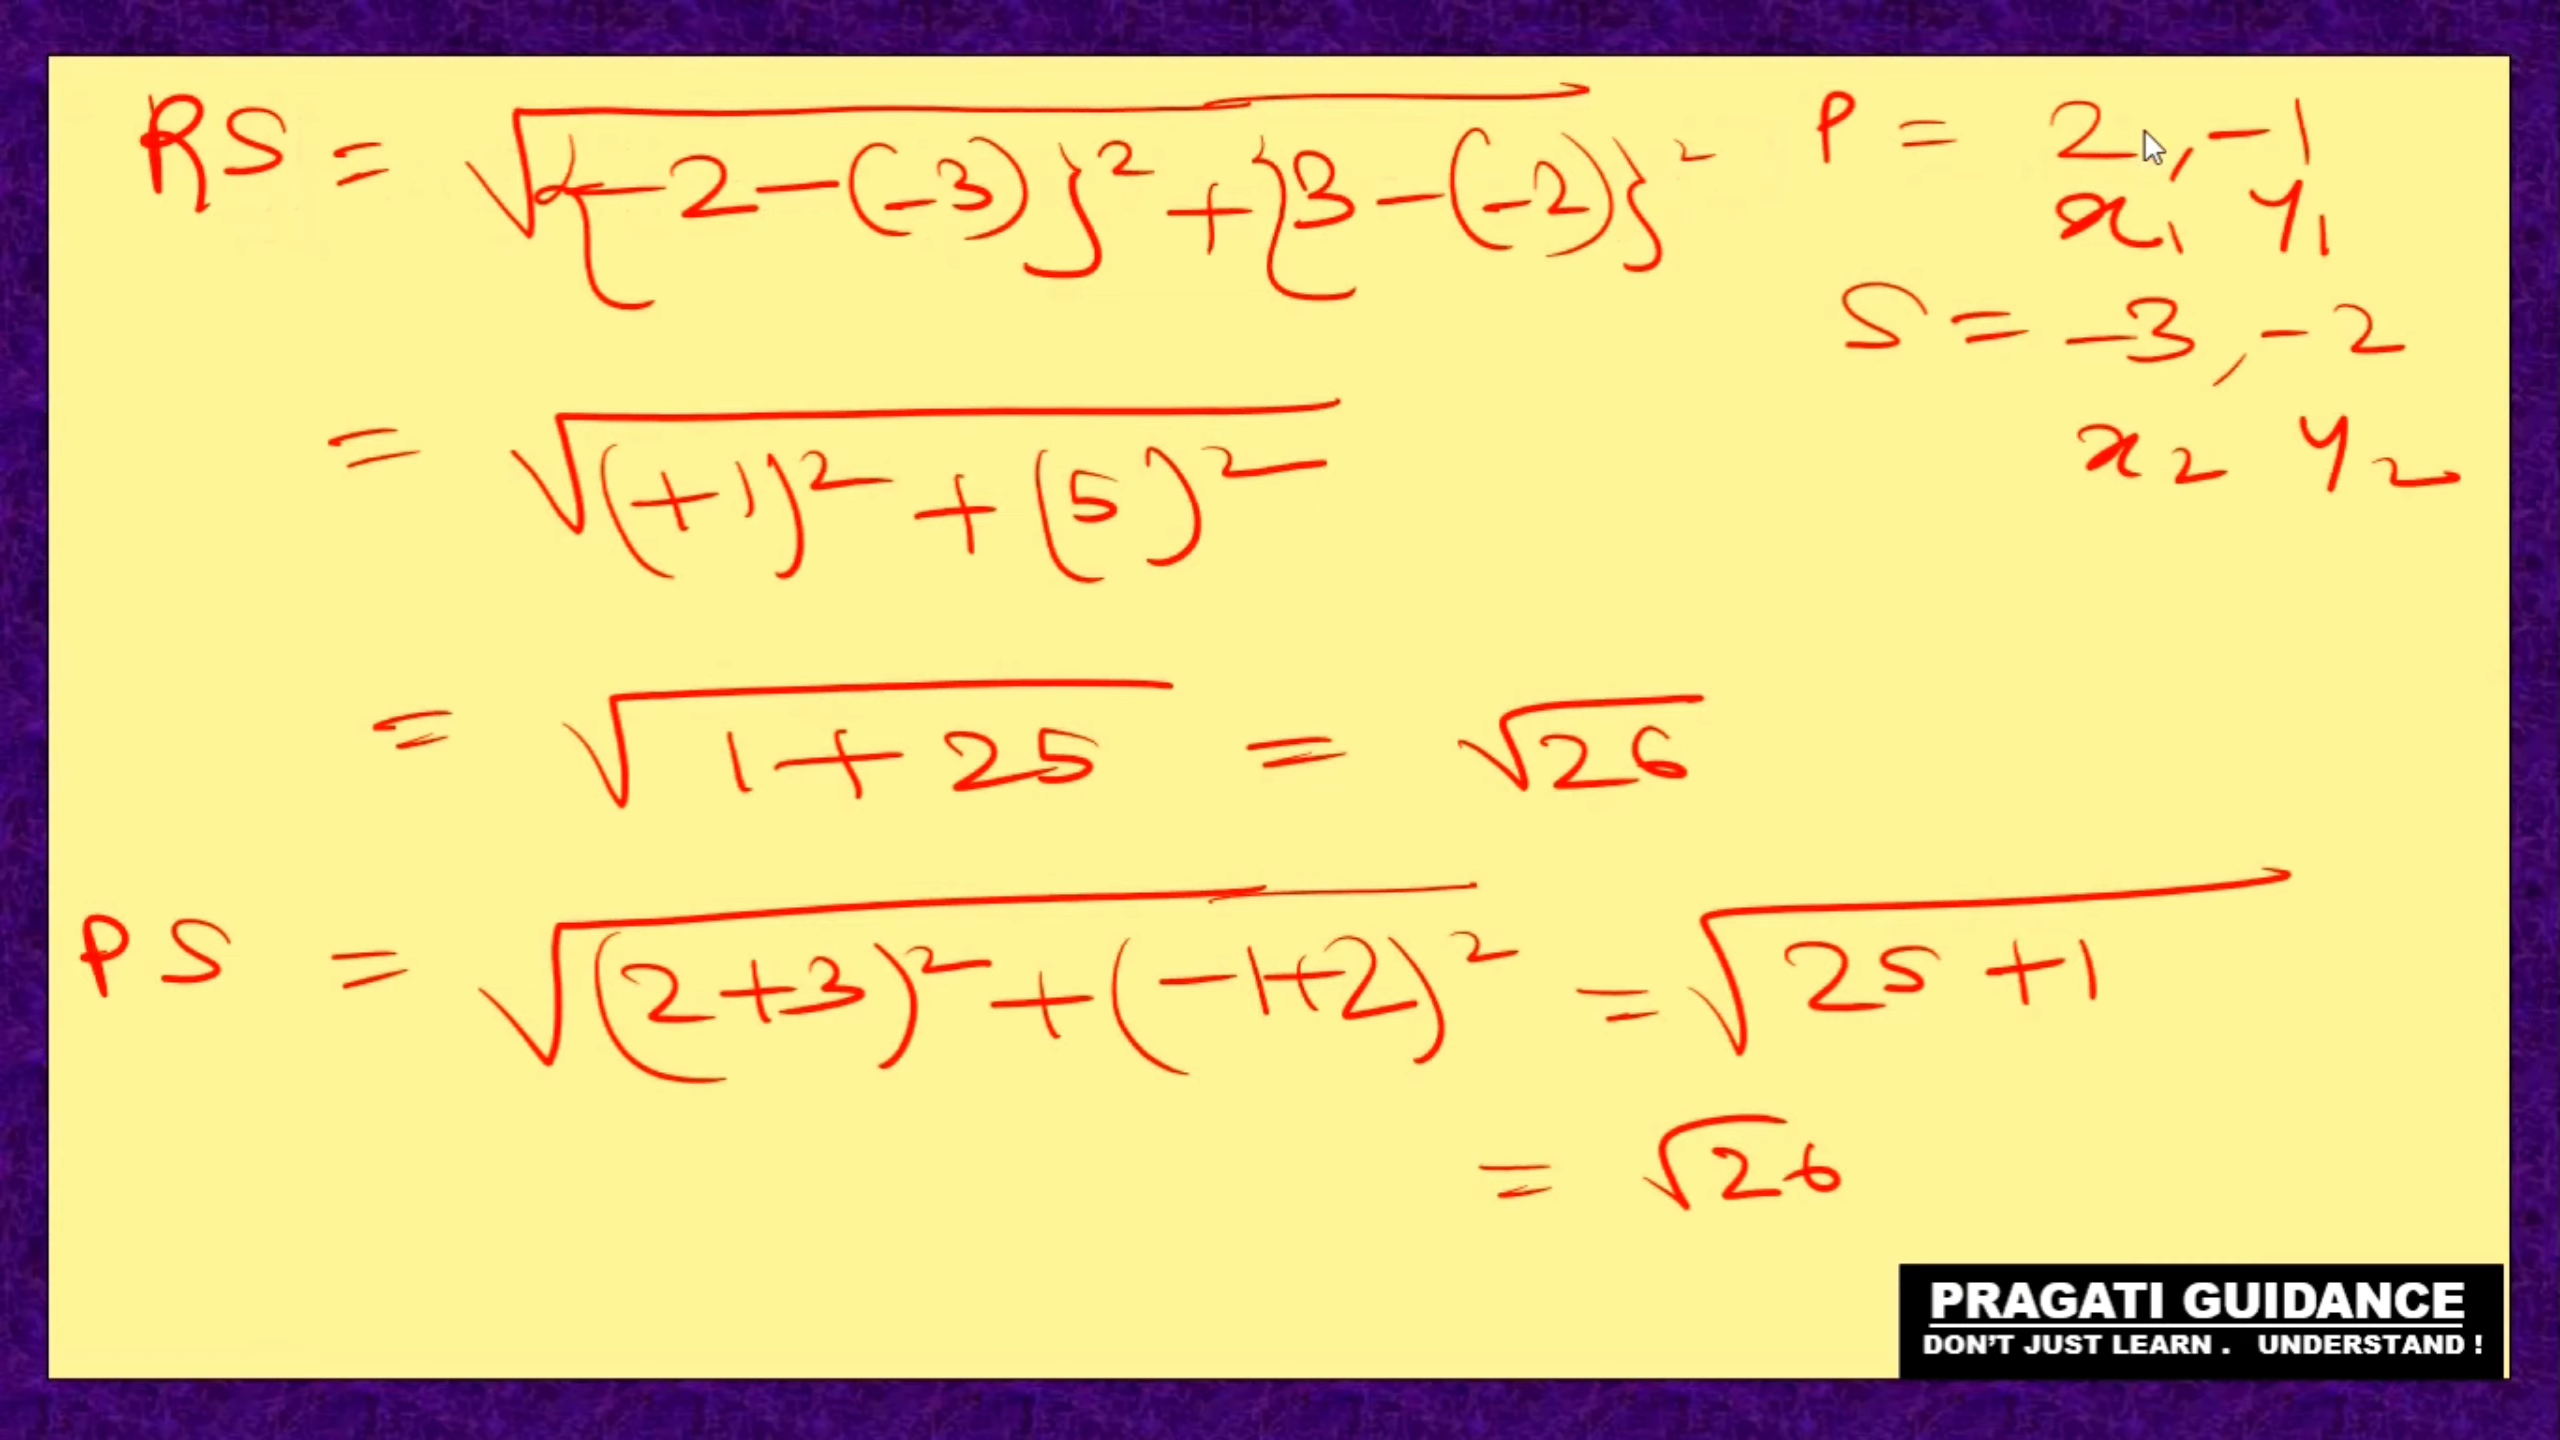 RS = √{-2-(-3)}² + {3-(-2)}²
P = 2, -1
x₁ y₁
S = -3, -2
x₂ y₂
= √(+1)² + (5)²
= √1 + 25 = √26
PS = √(2+3)² + (-1+2)² = √25 + 1
= √26
PRAGATI GUIDANCE
DON'T JUST LEARN . UNDERSTAND !